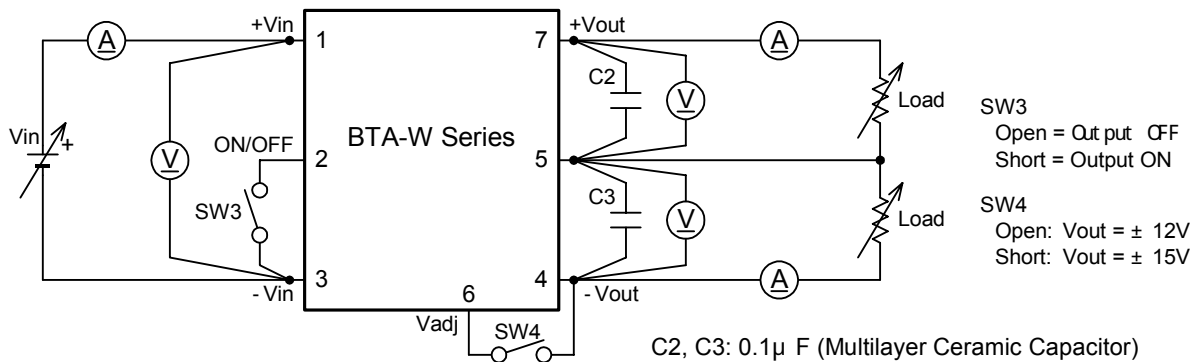 +Vin
+Vout
A
1
7
A
C2
V
Load
Vin
+
V
ON/OFF
2
BTA-W Series
5
SW3
C3
V
Load
-Vin
3
4
-Vout
A
6
Vadj
SW4
SW3
Open = Output OFF
Short = Output ON
SW4
Open: Vout = ± 12V
Short: Vout = ± 15V
C2, C3: 0.1μ F (Multilayer Ceramic Capacitor)